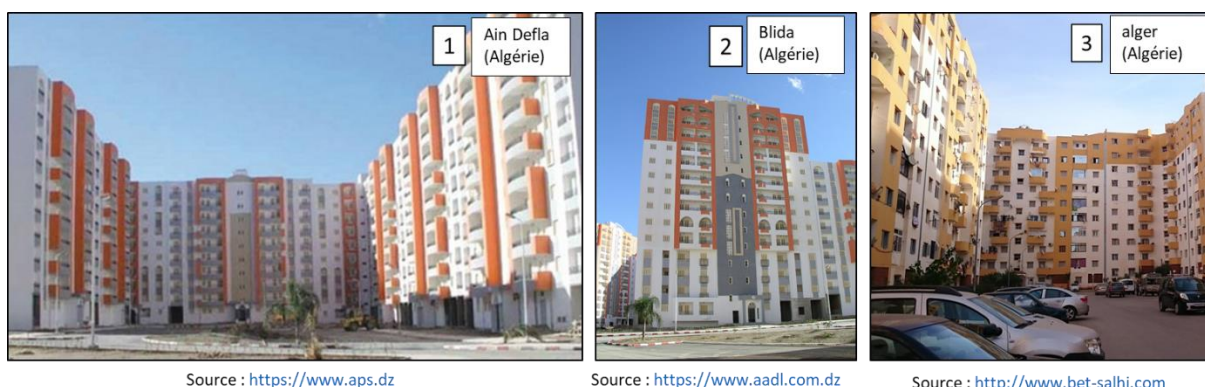 1
Ain Defla
(Algérie)
2
Blida
(Algérie)
3
alger
(Algérie)
Source : https://www.aps.dz
Source : https://www.aadl.com.dz
Source : http://www.bet-salhi.com